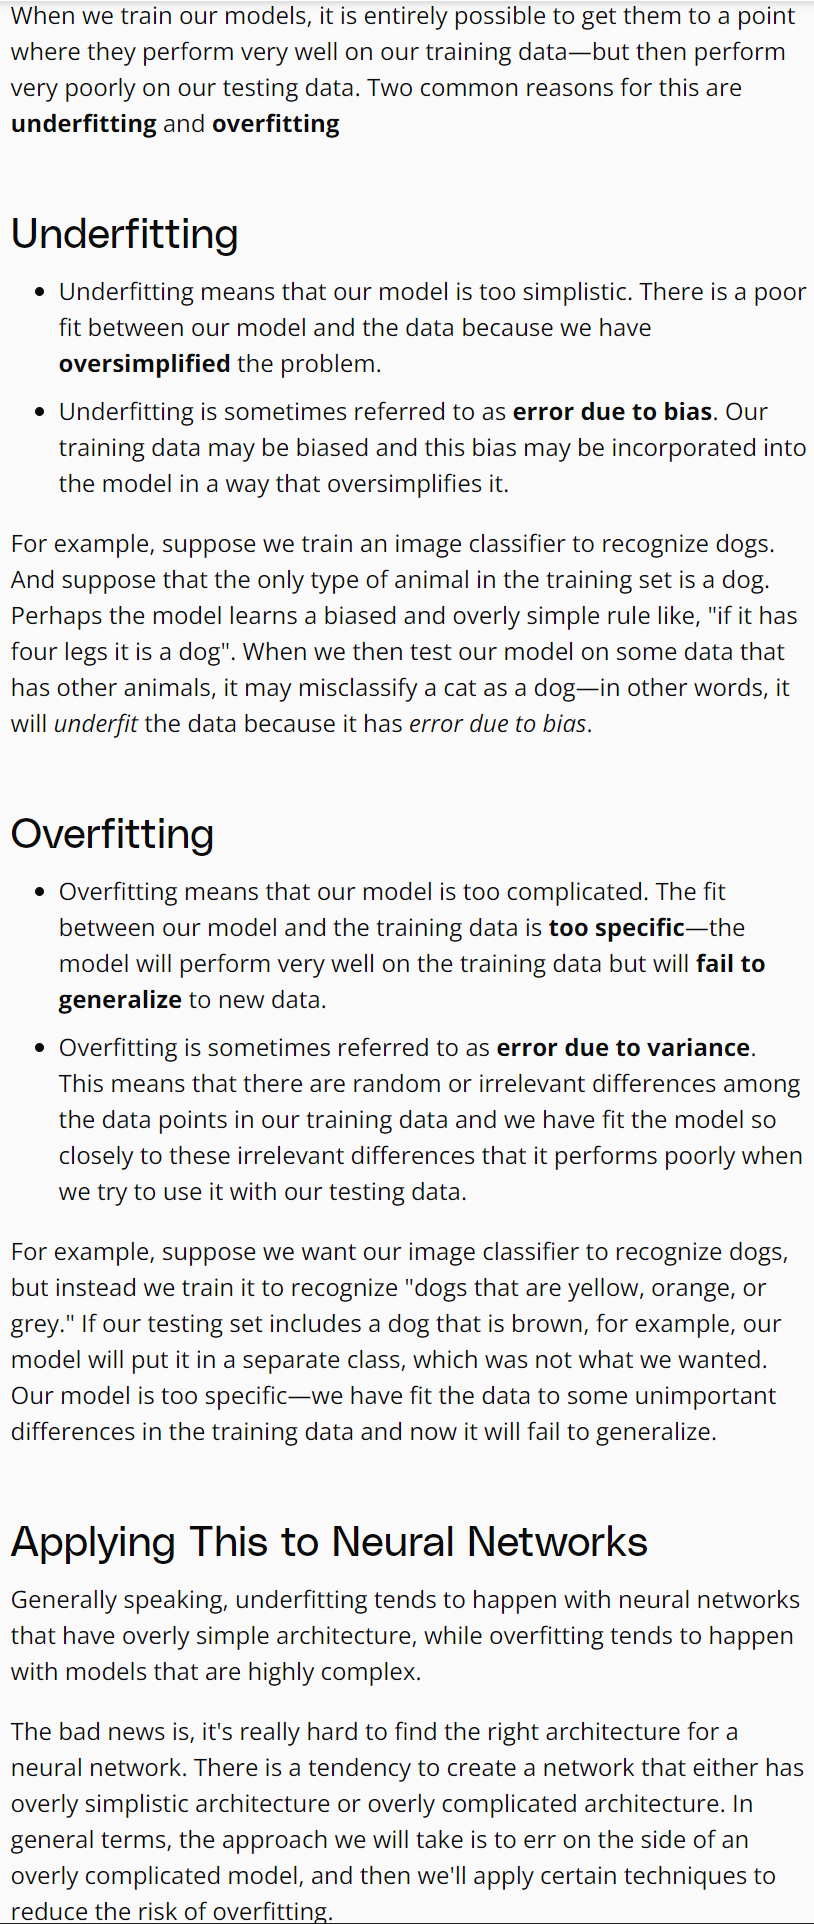 When we train our models, it is entirely possible to get them to a point
where they perform very well on our training data—but then perform
very poorly on our testing data. Two common reasons for this are
underfitting and overfitting
Underfitting
• Underfitting means that our model is too simplistic. There is a poor
fit between our model and the data because we have
oversimplified the problem.
• Underfitting is sometimes referred to as error due to bias. Our
training data may be biased and this bias may be incorporated into
the model in a way that oversimplifies it.
For example, suppose we train an image classifier to recognize dogs.
And suppose that the only type of animal in the training set is a dog.
Perhaps the model learns a biased and overly simple rule like, "if it has
four legs it is a dog". When we then test our model on some data that
has other animals, it may misclassify a cat as a dog—in other words, it
will underfit the data because it has error due to bias.
Overfitting
• Overfitting means that our model is too complicated. The fit
between our model and the training data is too specific—the
model will perform very well on the training data but will fail to
generalize to new data.
• Overfitting is sometimes referred to as error due to variance.
This means that there are random or irrelevant differences among
the data points in our training data and we have fit the model so
closely to these irrelevant differences that it performs poorly when
we try to use it with our testing data.
For example, suppose we want our image classifier to recognize dogs,
but instead we train it to recognize "dogs that are yellow, orange, or
grey." If our testing set includes a dog that is brown, for example, our
model will put it in a separate class, which was not what we wanted.
Our model is too specific—we have fit the data to some unimportant
differences in the training data and now it will fail to generalize.
Applying This to Neural Networks
Generally speaking, underfitting tends to happen with neural networks
that have overly simple architecture, while overfitting tends to happen
with models that are highly complex.
The bad news is, it's really hard to find the right architecture for a
neural network. There is a tendency to create a network that either has
overly simplistic architecture or overly complicated architecture. In
general terms, the approach we will take is to err on the side of an
overly complicated model, and then we'll apply certain techniques to
reduce the risk of overfitting.